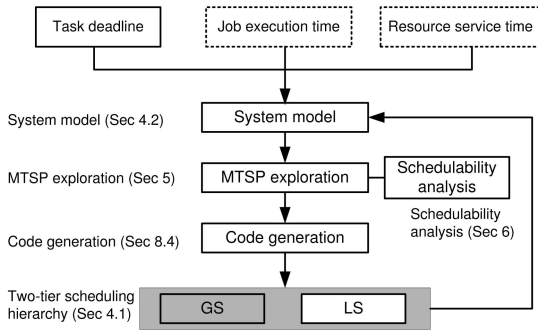 Task deadline
Job execution time
Resource service time
System model (Sec 4.2)
System model
MTSP exploration (Sec 5)
MTSP exploration
Schedulability
analysis
Schedulability
analysis (Sec 6)
Code generation (Sec 8.4)
Code generation
Two-tier scheduling
hierarchy (Sec 4.1)
GS
LS